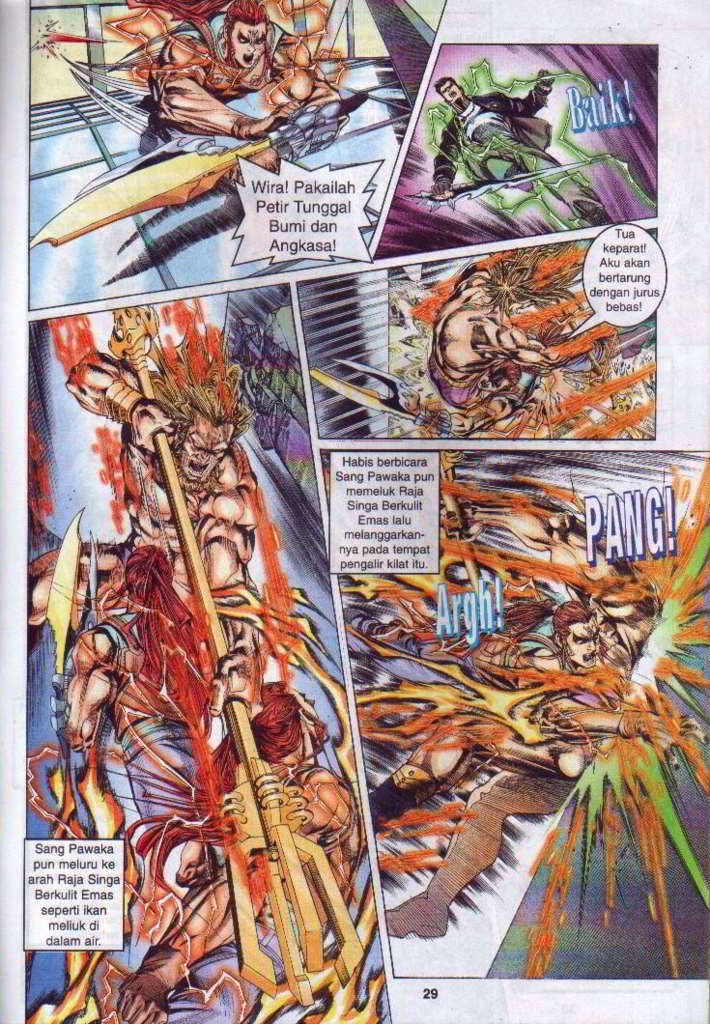 Wira! Pakailah
Petir Tunggal
Bumi dan
Angkasa!
Baik!
Tua
keparat!
Aku akan
bertarung
dengan jurus
bebas!
Sang Pawaka
pun meluru ke
arah Raja Singa
Berkulit Emas
seperti ikan
meliuk di
dalam air.
Habis berbicara
Sang Pawaka pun
memeluk Raja
Singa Berkulit
Emas lalu
melanggarkan-
nya pada tempat
pengalir kilat itu.
PANG!
Argh!
29